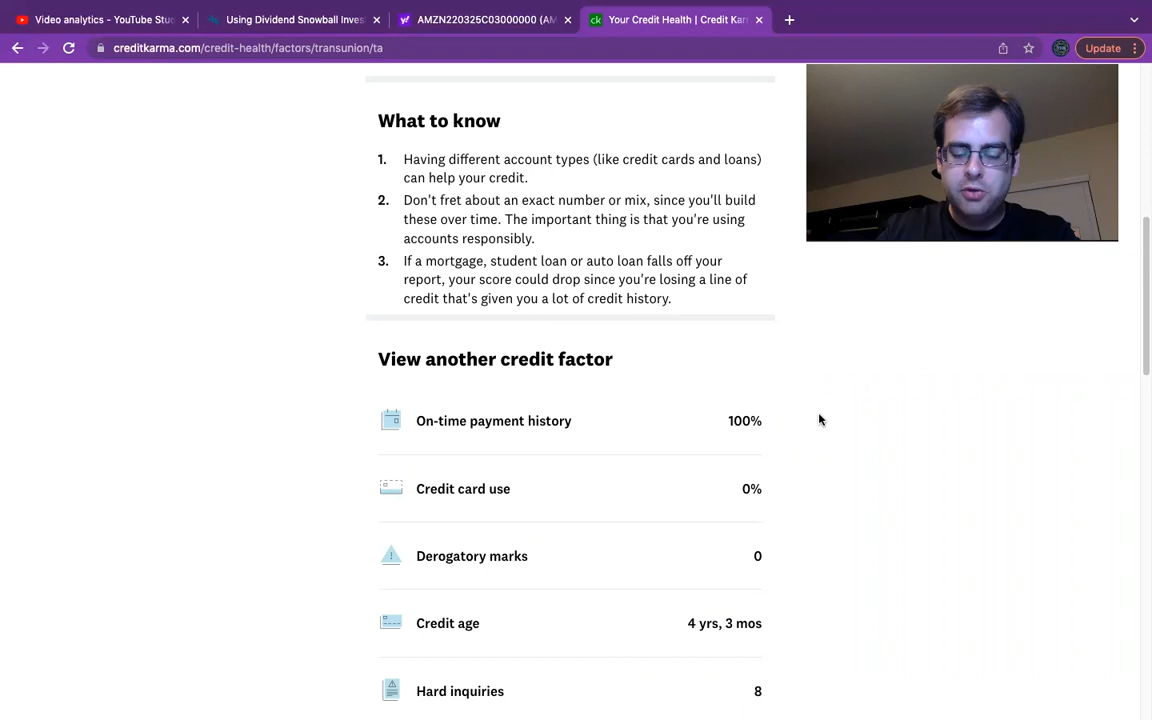 Video analytics - YouTube Stu
Using Dividend Snowball Inves
AMZN220325C03000000 (AM
Your Credit Health | Credit Kar
creditkarma.com/credit-health/factors/transunion/ta
Update
What to know
1. Having different account types (like credit cards and loans)
can help your credit.
2. Don't fret about an exact number or mix, since you'll build
these over time. The important thing is that you're using
accounts responsibly.
3. If a mortgage, student loan or auto loan falls off your
report, your score could drop since you're losing a line of
credit that's given you a lot of credit history.
View another credit factor
On-time payment history 100%
Credit card use 0%
Derogatory marks 0
Credit age 4 yrs, 3 mos
Hard inquiries 8